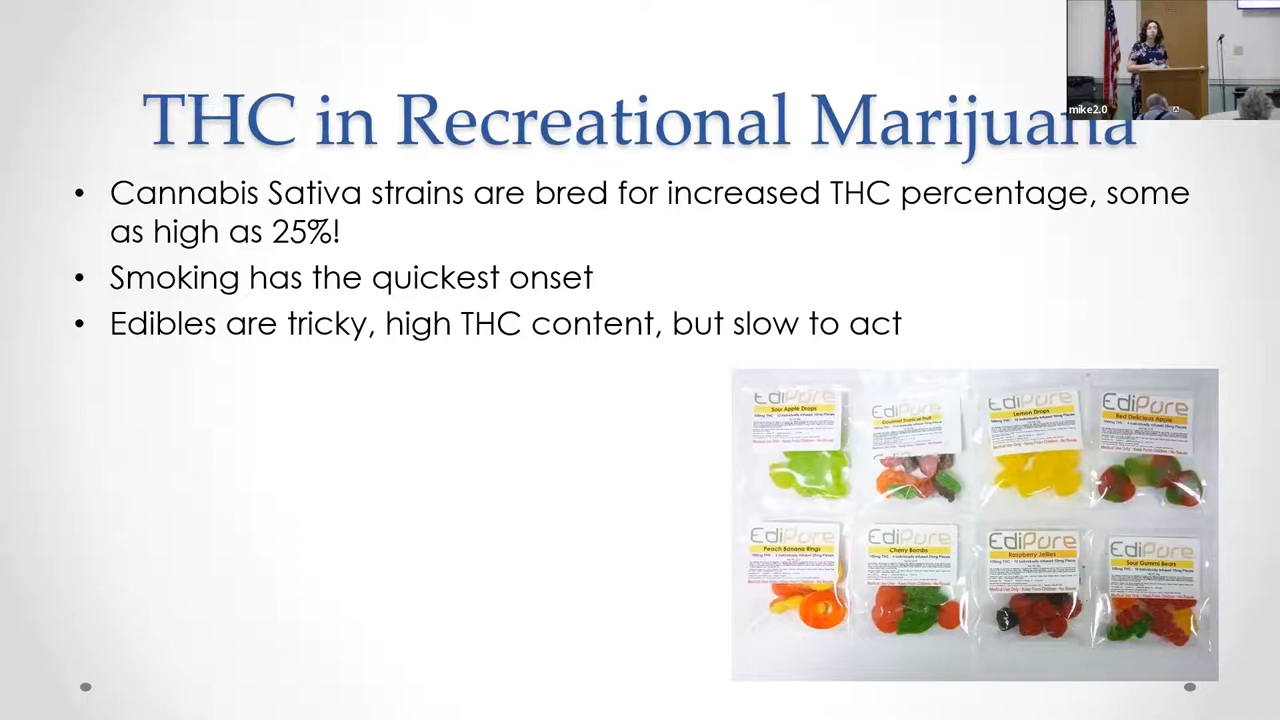 THC in Recreational Marijuana
mike2.0
• Cannabis Sativa strains are bred for increased THC percentage, some
as high as 25%!
• Smoking has the quickest onset
• Edibles are tricky, high THC content, but slow to act
EdiPure
Sour Apple Drops
EdiPure
Gourmet Tropical Fruit
EdiPure
Lemon Drops
EdiPure
Red Delicious Apple
EdiPure
Peach Banana Rings
EdiPure
Cherry Bombs
EdiPure
Raspberry Jellies
EdiPure
Sour Gummi Bears